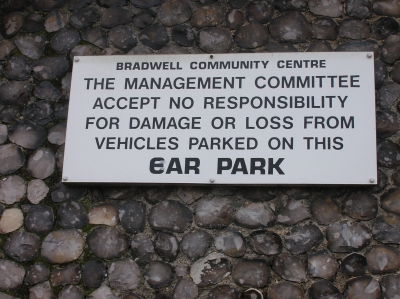 BRADWELL COMMUNITY CENTRE
THE MANAGEMENT COMMITTEE
ACCEPT NO RESPONSIBILITY
FOR DAMAGE OR LOSS FROM
VEHICLES PARKED ON THIS
CAR PARK